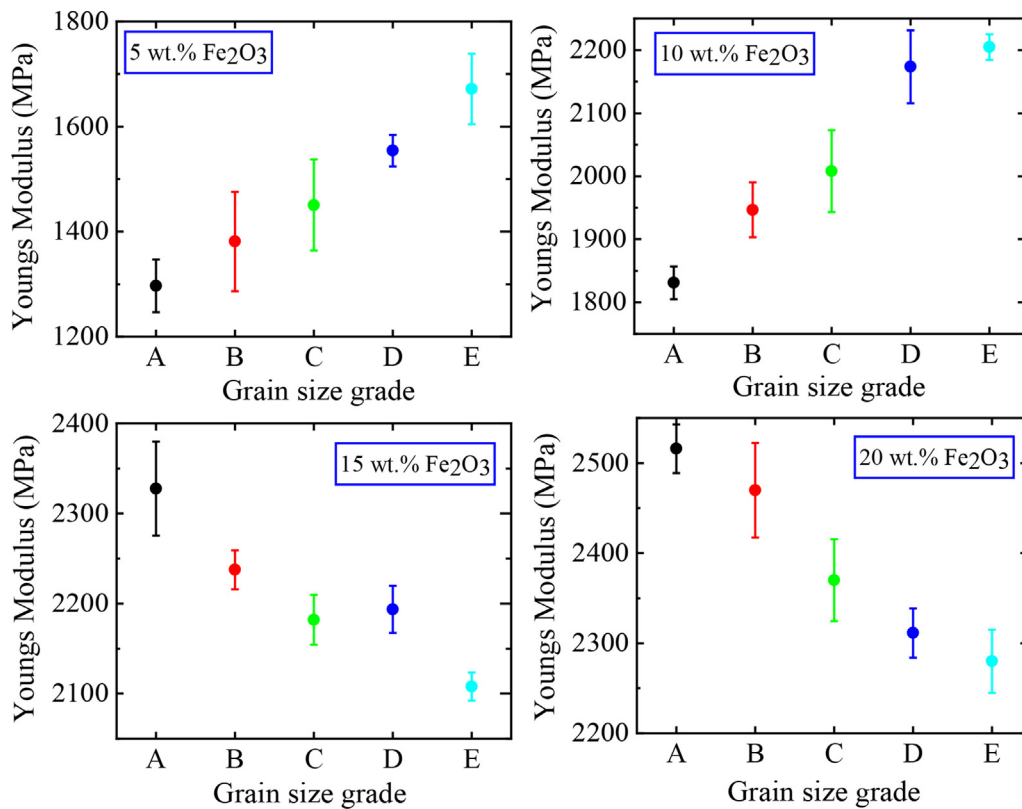 5 wt.% Fe2O3
Youngs Modulus (MPa)
1800
1600
1400
1200
A B C D E
Grain size grade
10 wt.% Fe2O3
Youngs Modulus (MPa)
2200
2100
2000
1900
1800
A B C D E
Grain size grade
15 wt.% Fe2O3
Youngs Modulus (MPa)
2400
2300
2200
2100
A B C D E
Grain size grade
20 wt.% Fe2O3
Youngs Modulus (MPa)
2500
2400
2300
2200
A B C D E
Grain size grade